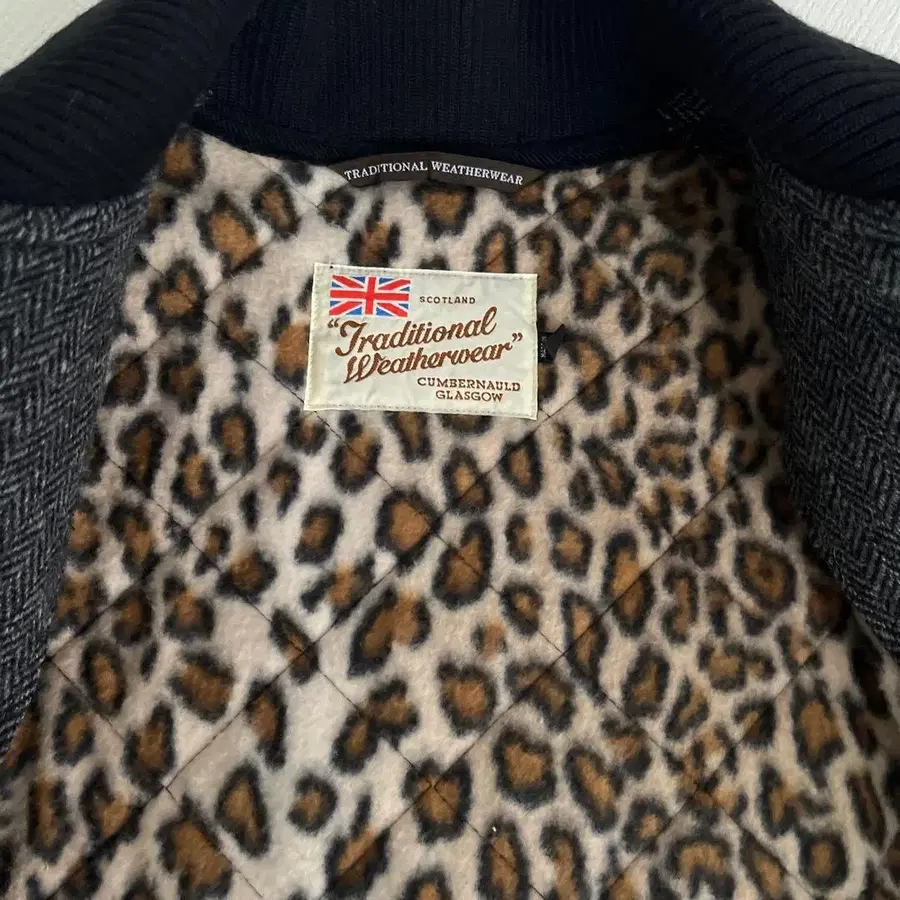 TRADITIONAL WEATHERWEAR
SCOTLAND
"Traditional
Weatherwear"
CUMBERNAULD
GLASGOW